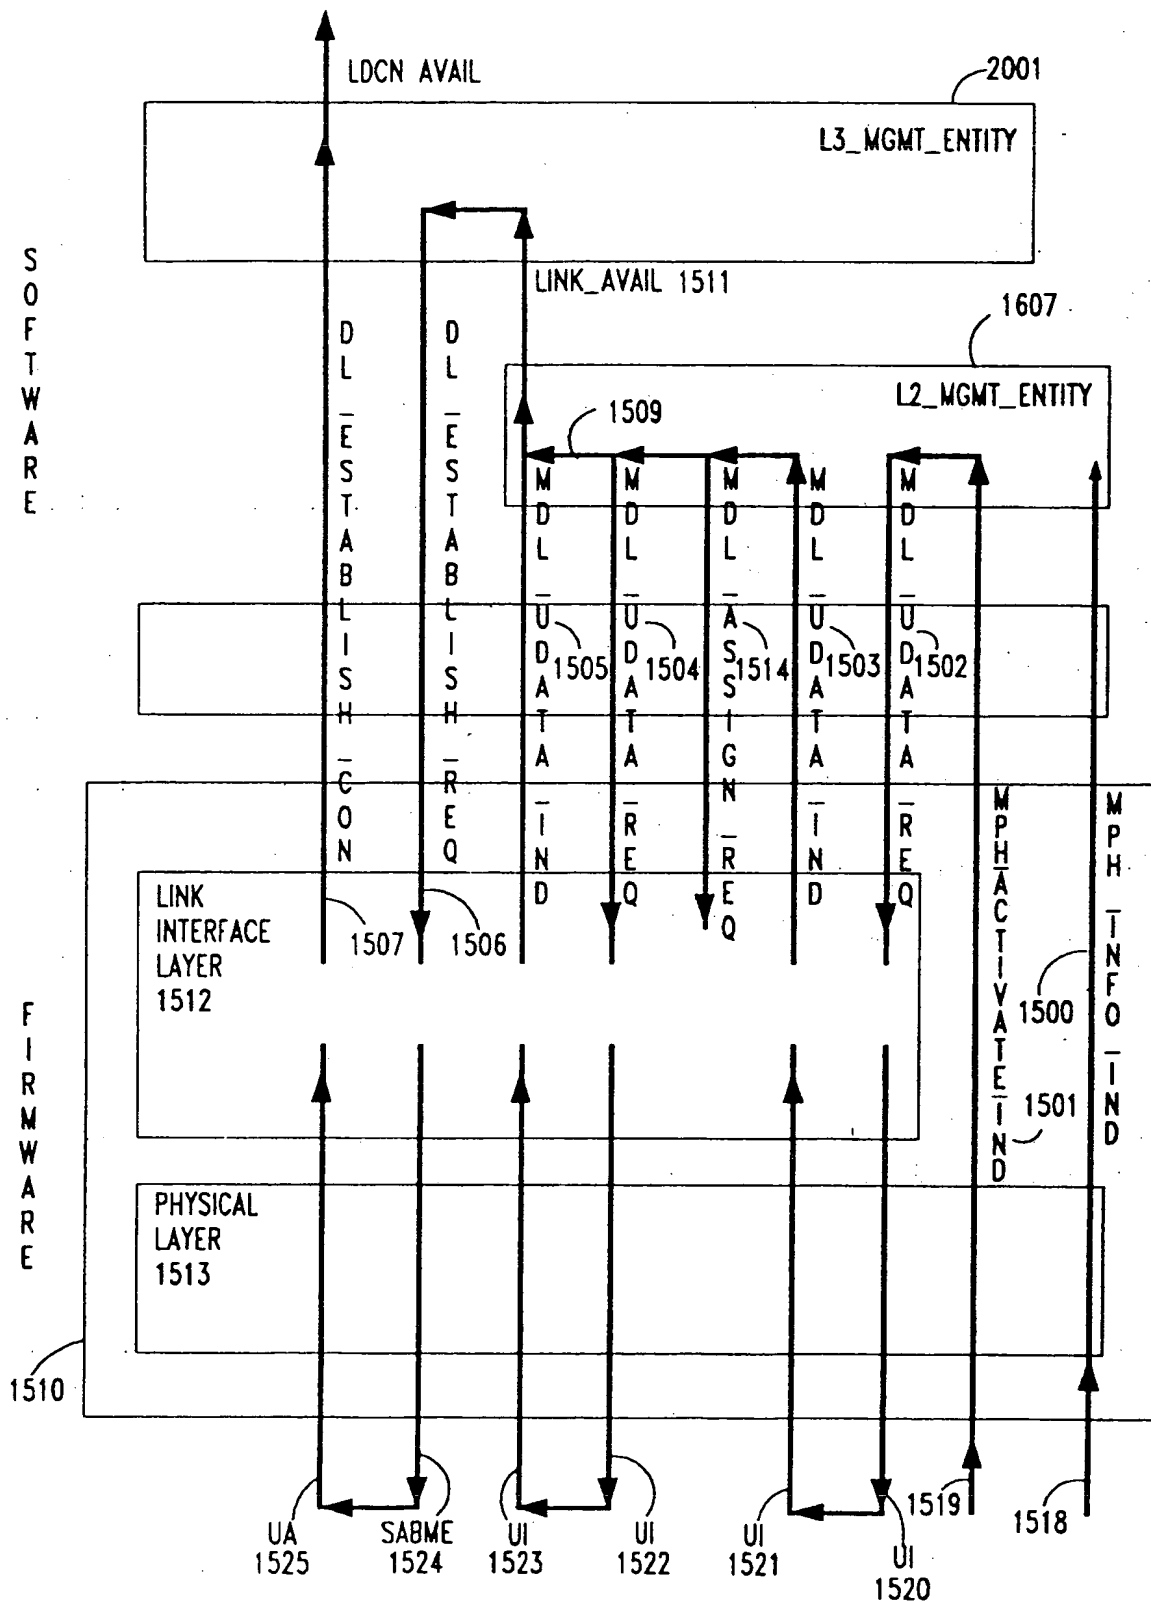 LDCN AVAIL
2001
L3_MGMT_ENTITY
SOFTWARE
LINK_AVAIL 1511
1607
L2_MGMT_ENTITY
1509
DL_ESTABLISH_CON
DL_ESTABLISH_REQ
MDL_UDATA_IND
MDL_UDATA_REQ
MDL_ASSIGN_REQ
MDL_UDATA_IND
MDL_UDATA_REQ
1505
1504
1514
1503
1502
MPH_ACTIVATE_IND
MPH_INFO_IND
FIRMWARE
LINK
INTERFACE
LAYER
1512
1507
1506
1500
1501
PHYSICAL
LAYER
1513
1510
1519
1518
UA
1525
SABME
1524
UI
1523
UI
1522
UI
1521
UI
1520